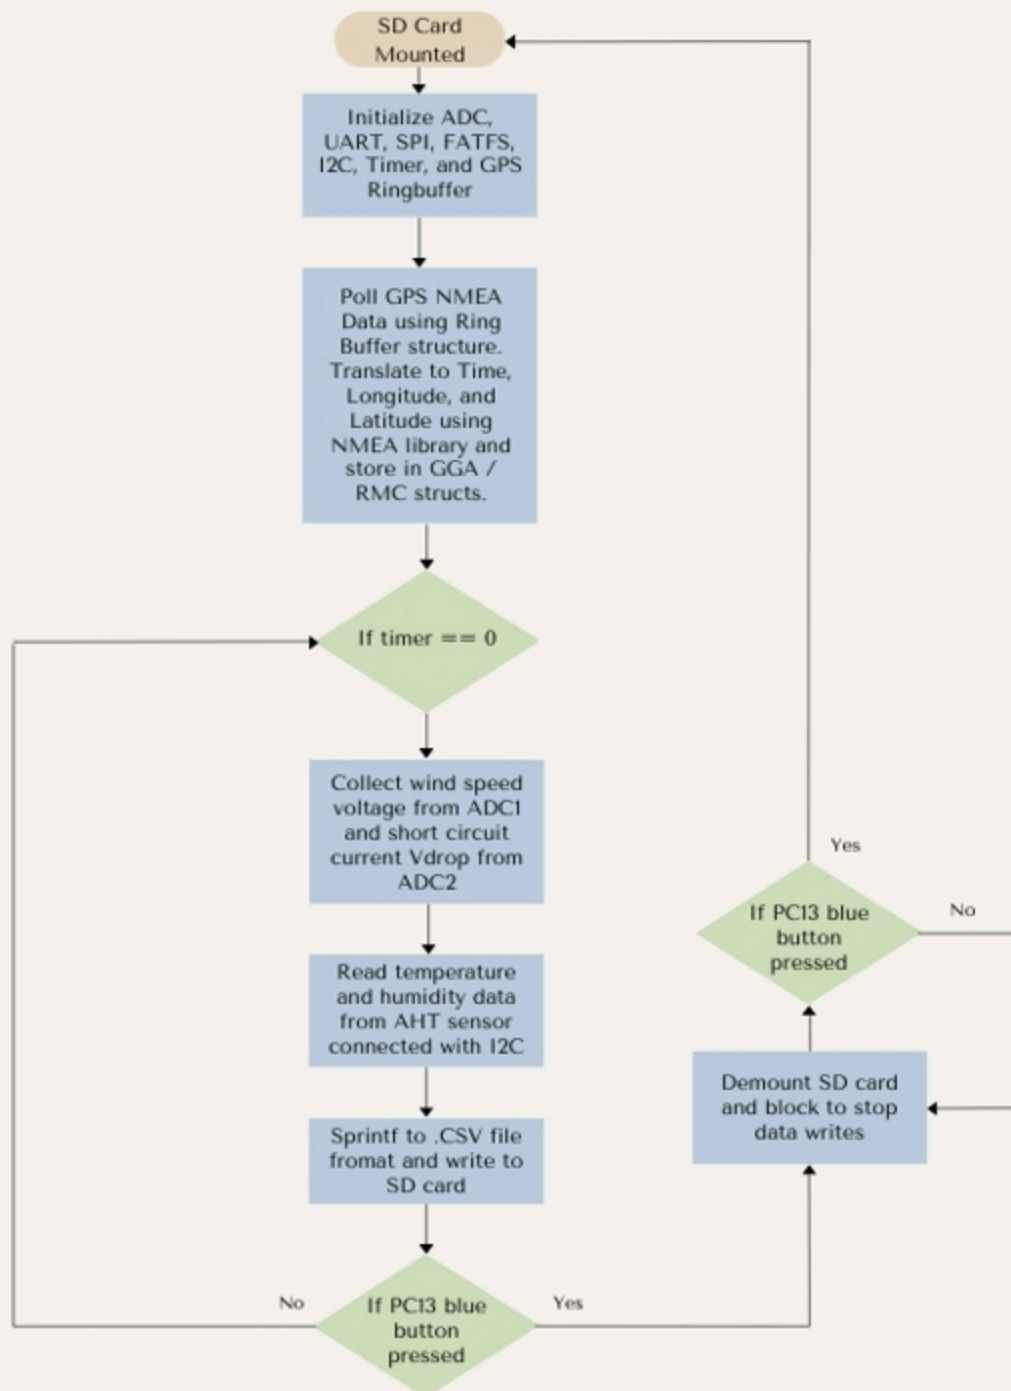 SD Card
Mounted
Initialize ADC,
UART, SPI, FATFS,
I2C, Timer, and GPS
Ringbuffer
Poll GPS NMEA
Data using Ring
Buffer structure.
Translate to Time,
Longitude, and
Latitude using
NMEA library and
store in GGA /
RMC structs.
If timer == 0
Collect wind speed
voltage from ADC1
and short circuit
current Vdrop from
ADC2
Read temperature
and humidity data
from AHT sensor
connected with I2C
Sprintf to .CSV file
fromat and write to
SD card
No
If PC13 blue
button
pressed
Yes
Demount SD card
and block to stop
data writes
If PC13 blue
button
pressed
Yes
No